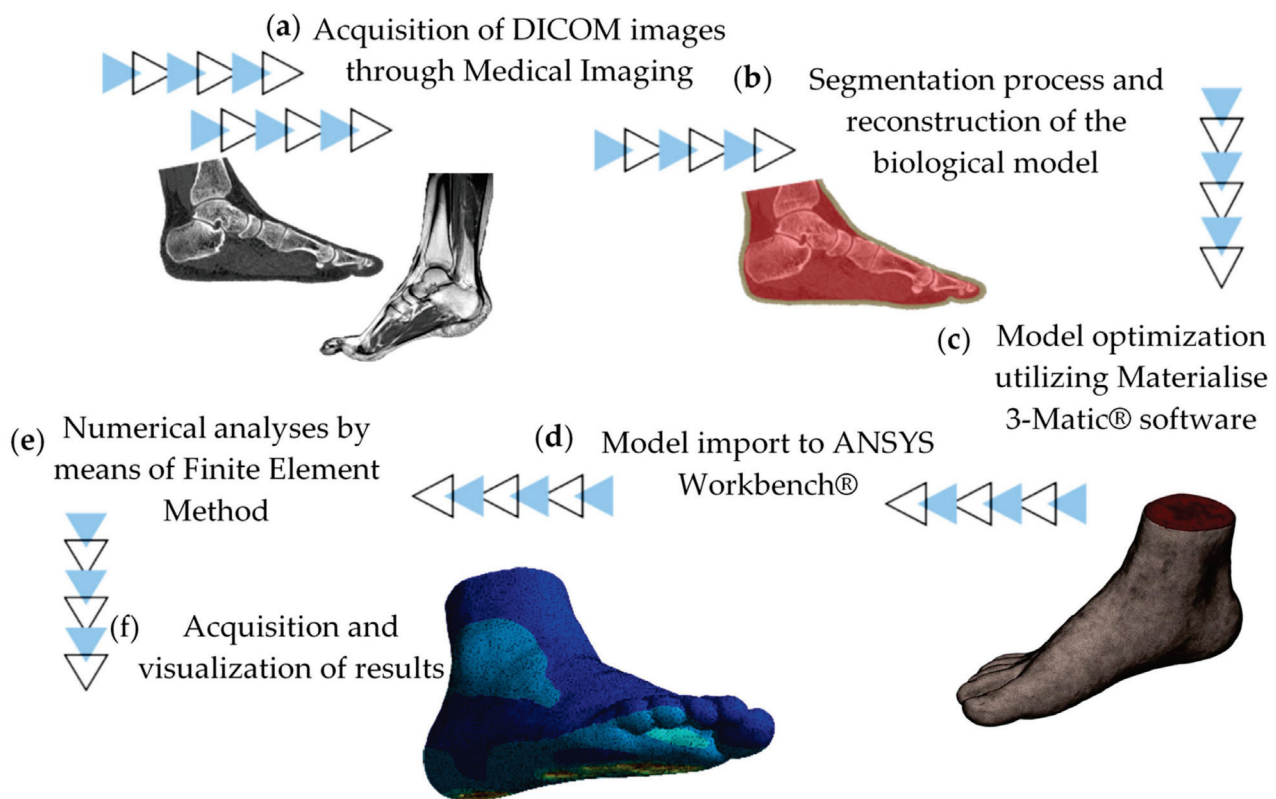 (a) Acquisition of DICOM images
through Medical Imaging
(b) Segmentation process and
reconstruction of the
biological model
(c) Model optimization
utilizing Materialise
3-Matic® software
(d) Model import to ANSYS
Workbench®
(e) Numerical analyses by
means of Finite Element
Method
(f) Acquisition and
visualization of results